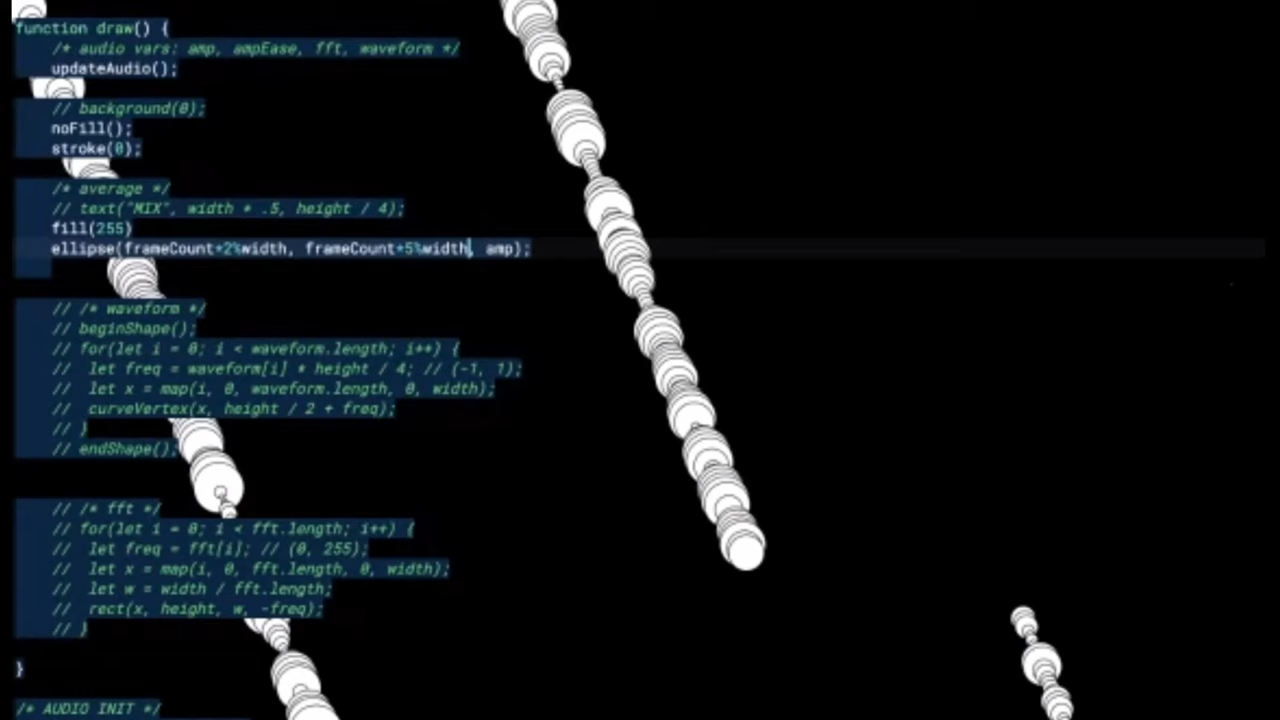 function draw() {
/* audio vars: amp, ampEase, fft, waveform */
updateAudio();
// background(0);
noFill();
stroke(0);
/* average */
// text("MIX", width * .5, height / 4);
fill(255)
ellipse(frameCount*2%width, frameCount*5%width, amp);
// /* waveform */
// beginShape();
// for(let i = 0; i < waveform.length; i++) {
// let freq = waveform[i] * height / 4; // (-1, 1);
// let x = map(i, 0, waveform.length, 0, width);
// curveVertex(x, height / 2 + freq);
// }
// endShape();
// /* fft */
// for(let i = 0; i < fft.length; i++) {
// let freq = fft[i]; // (0, 255);
// let x = map(i, 0, fft.length, 0, width);
// let w = width / fft.length;
// rect(x, height, w, -freq);
// }
}
/* AUDIO INIT */